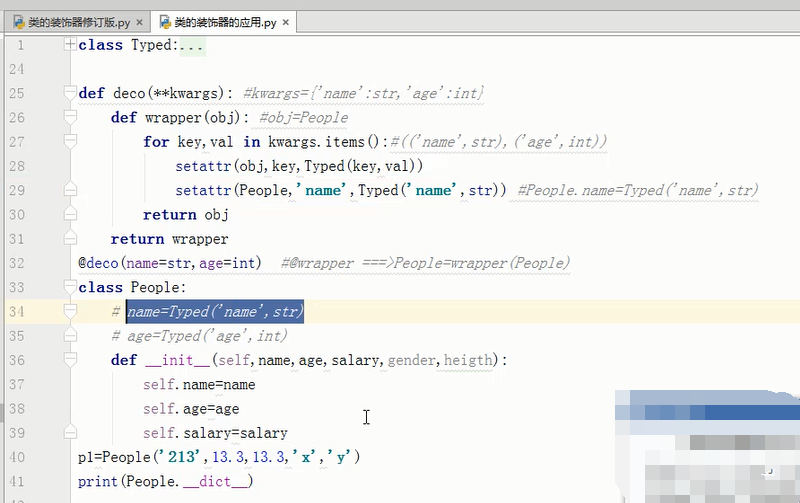 类的装饰器修订版.py × 类的装饰器的应用.py ×
1 class Typed:...
24
25 def deco(**kwargs): #kwargs={'name':str,'age':int}
26 def wrapper(obj): #obj=People
27 for key,val in kwargs.items():#(('name',str),('age',int))
28 setattr(obj,key,Typed(key,val))
29 setattr(People,'name',Typed('name',str)) #People.name=Typed('name',str)
30 return obj
31 return wrapper
32 @deco(name=str,age=int) #@wrapper ===>People=wrapper(People)
33 class People:
34 # name=Typed('name',str)
35 # age=Typed('age',int)
36 def __init__(self,name,age,salary,gender,heigth):
37 self.name=name
38 self.age=age
39 self.salary=salary
40 p1=People('213',13.3,13.3,'x','y')
41 print(People.__dict__)